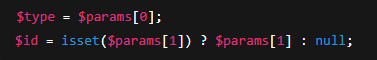 $type = $params[0];
$id = isset($params[1]) ? $params[1] : null;